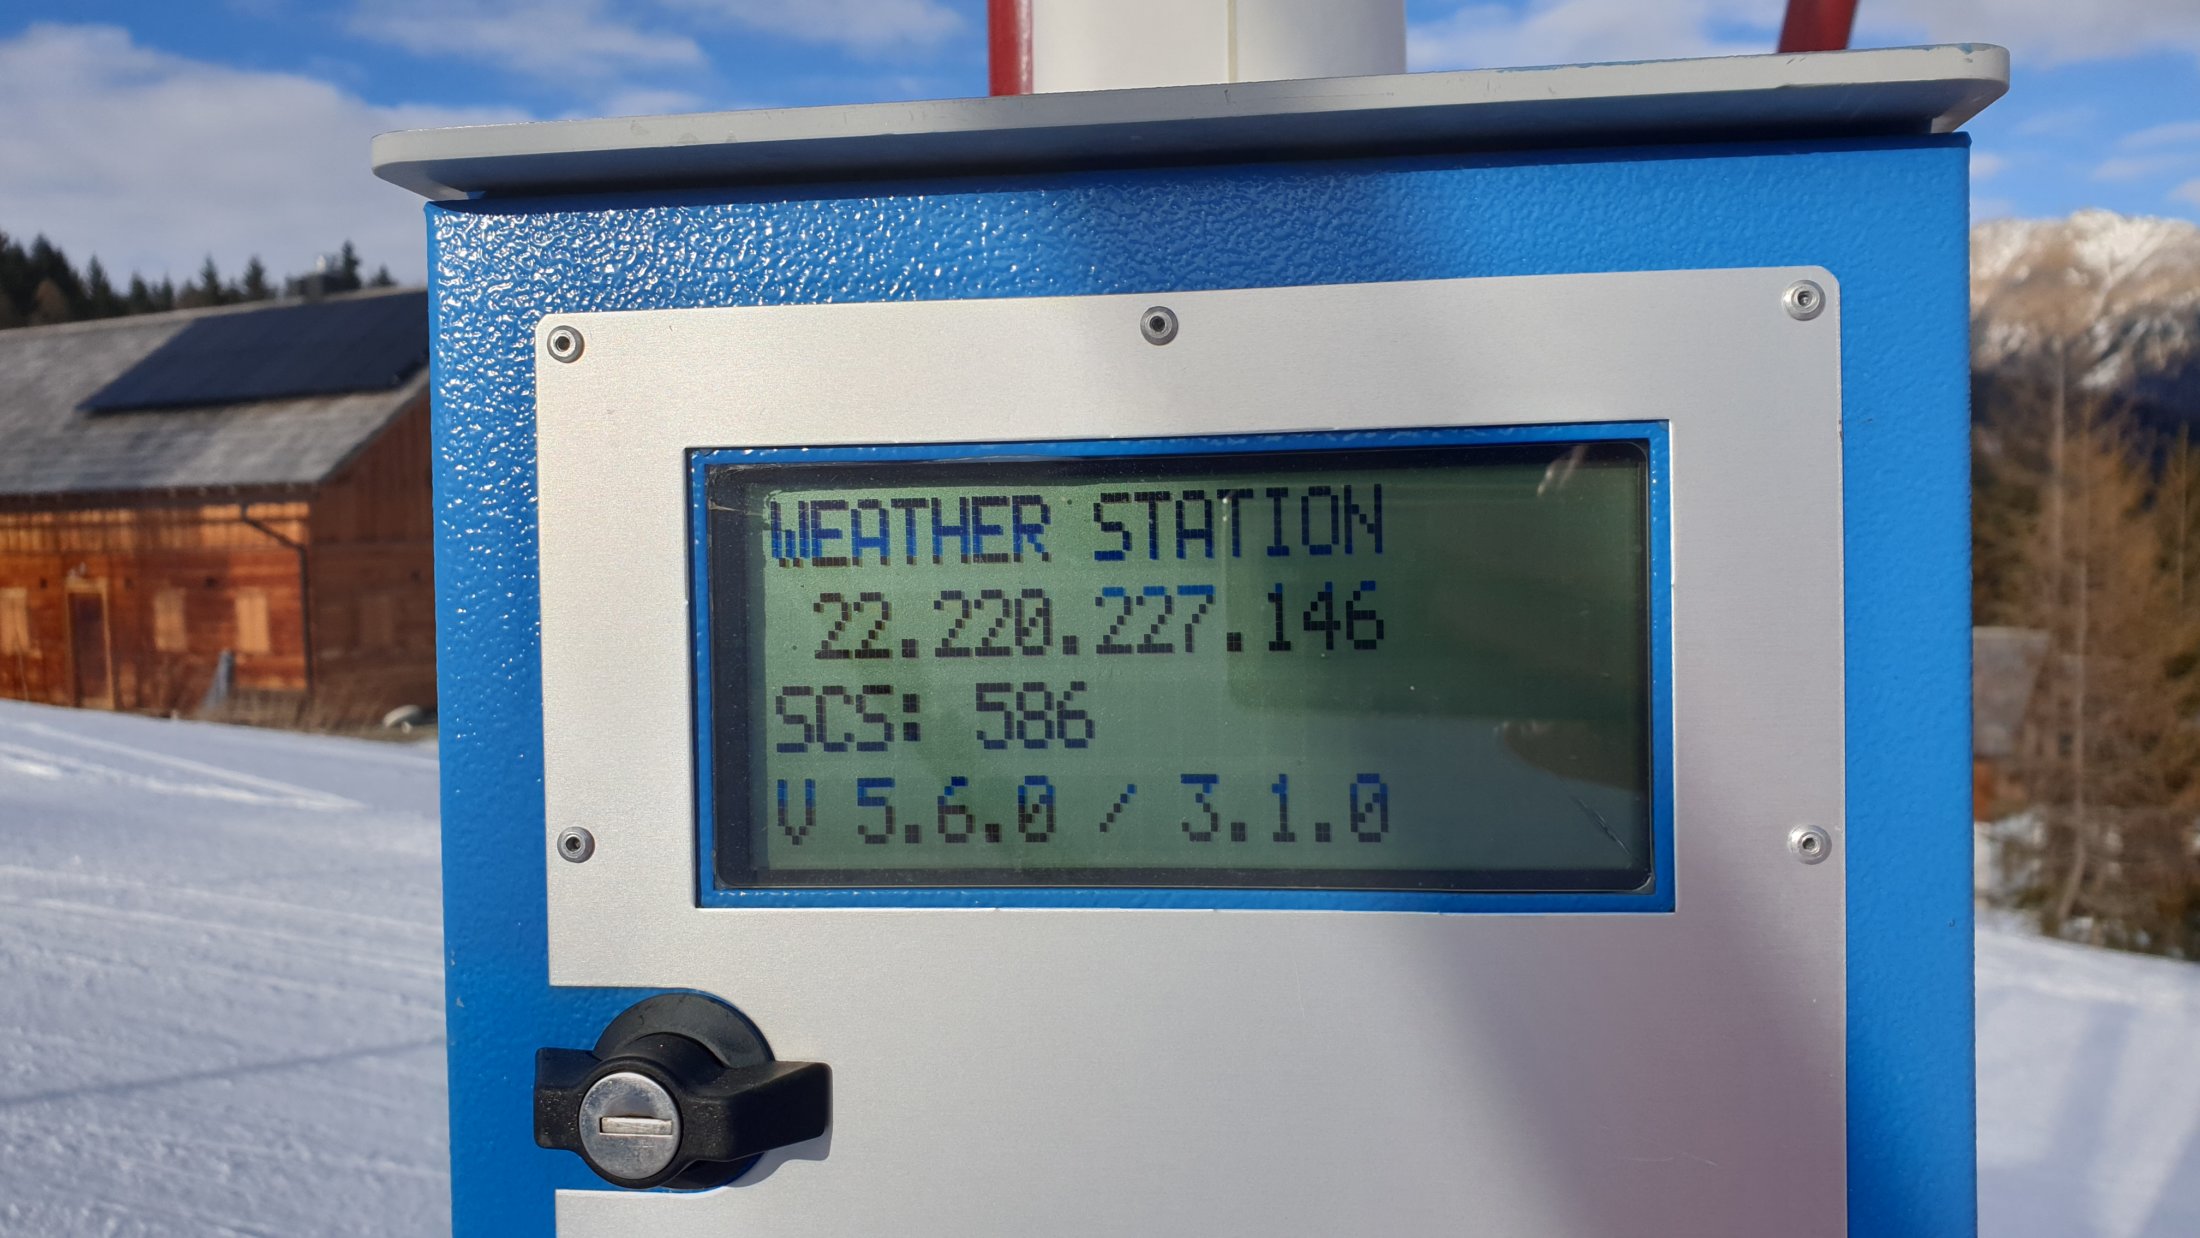 WEATHER STATION
22.220.227.146
SCS: 586
V 5.6.0 / 3.1.0